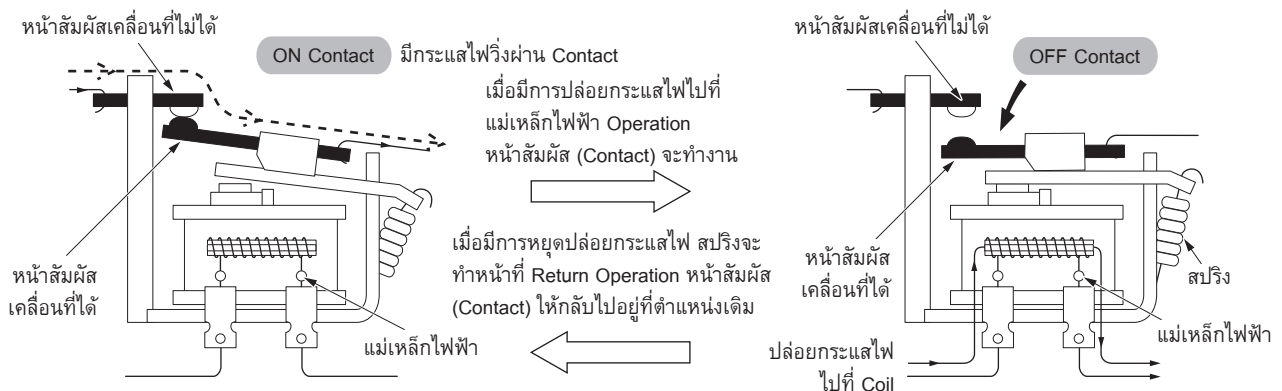 หน้าสัมผัสเคลื่อนที่ไม่ได้
ON Contact มีกระแสไฟวิ่งผ่าน Contact
เมื่อมีการปล่อยกระแสไฟไปที่
แม่เหล็กไฟฟ้า Operation
หน้าสัมผัส (Contact) จะทำงาน
เมื่อมีการหยุดปล่อยกระแสไฟ สปริงจะ
ทำหน้าที่ Return Operation หน้าสัมผัส
(Contact) ให้กลับไปอยู่ที่ตำแหน่งเดิม
หน้าสัมผัส
เคลื่อนที่ได้
แม่เหล็กไฟฟ้า
หน้าสัมผัสเคลื่อนที่ไม่ได้
OFF Contact
หน้าสัมผัส
เคลื่อนที่ได้
สปริง
แม่เหล็กไฟฟ้า
ปล่อยกระแสไฟ
ไปที่ Coil